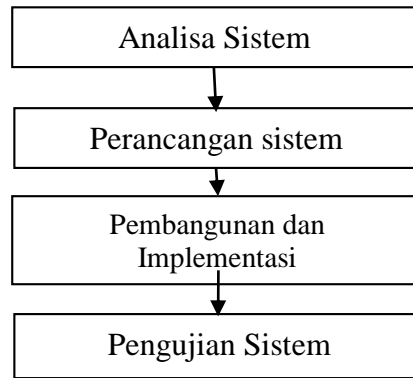 Analisa Sistem
Perancangan sistem
Pembangunan dan
Implementasi
Pengujian Sistem